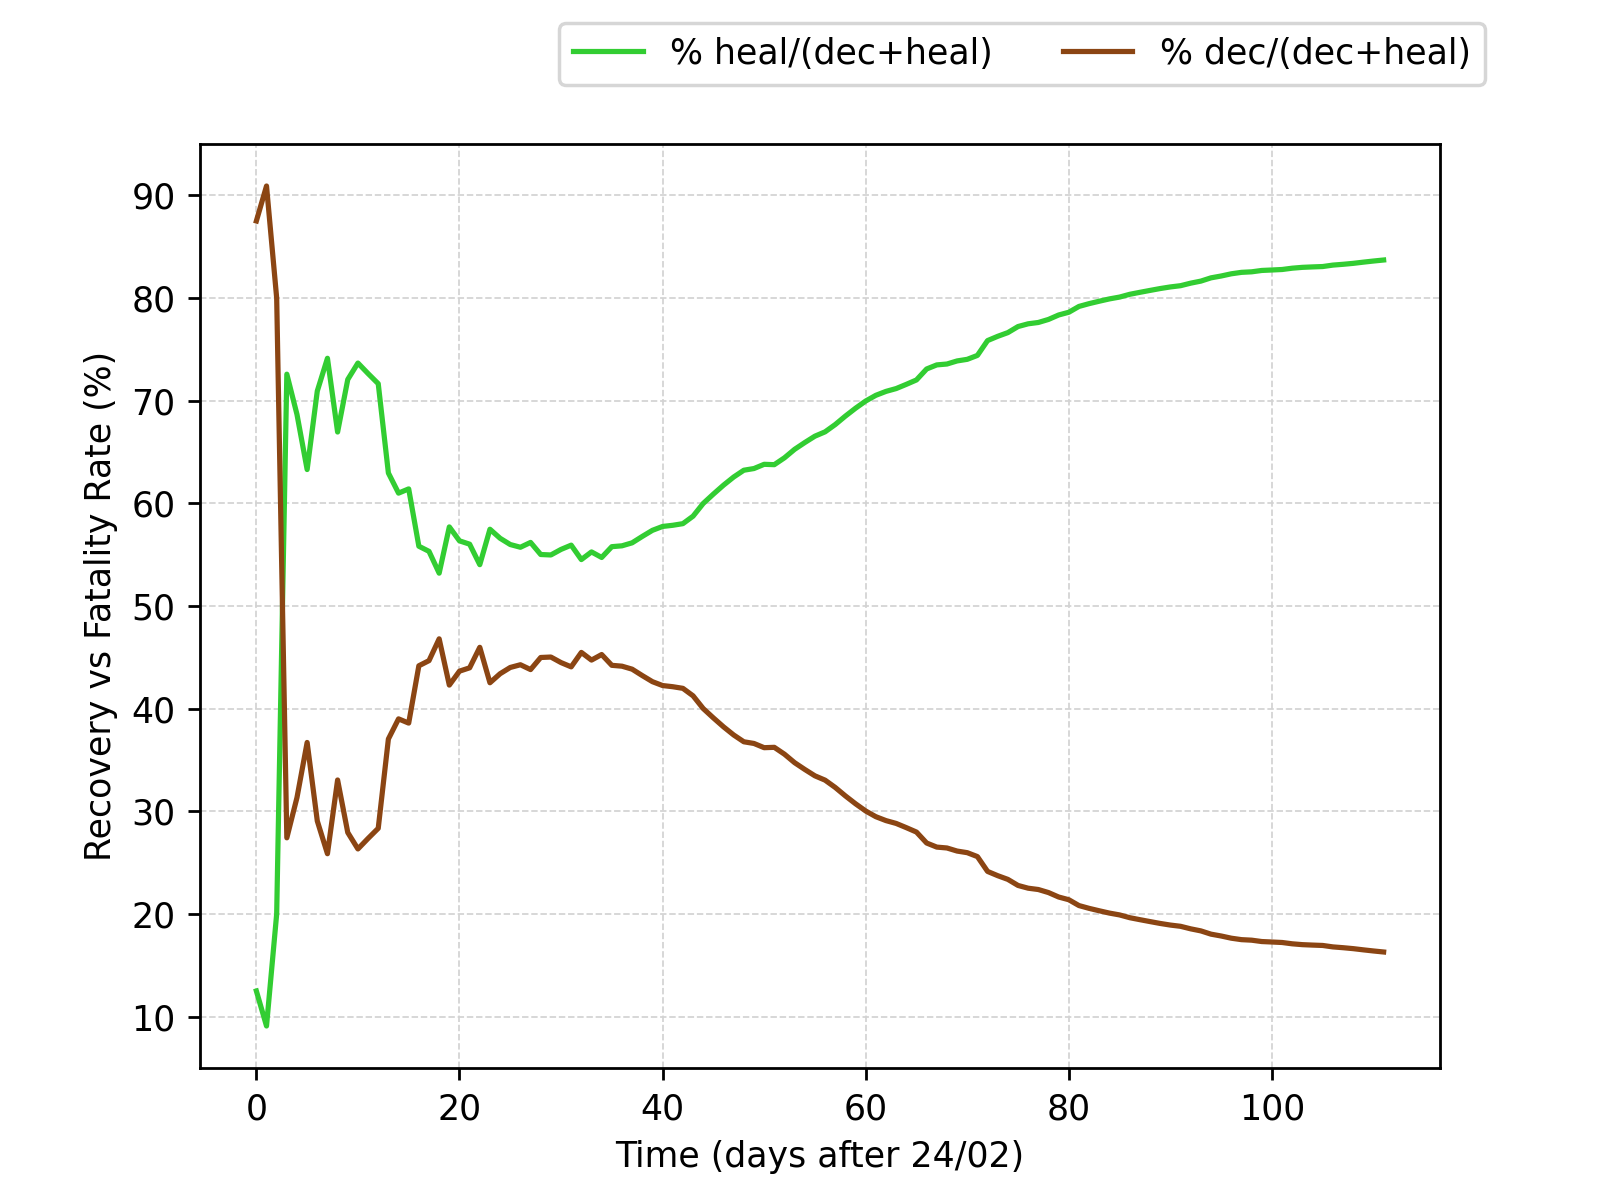 % heal/(dec+heal) % dec/(dec+heal)
Recovery vs Fatality Rate (%)
90
80
70
60
50
40
30
20
10
0 20 40 60 80 100
Time (days after 24/02)